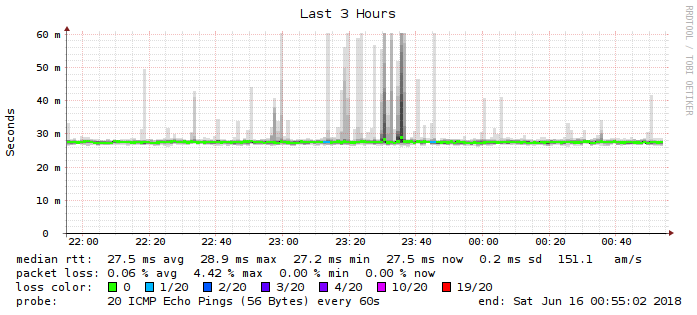 Last 3 Hours
RRDTOOL / TOBI OETIKER
Seconds
60 m
50 m
40 m
30 m
20 m
10 m
0
22:00 22:20 22:40 23:00 23:20 23:40 00:00 00:20 00:40
median rtt: 27.5 ms avg 28.9 ms max 27.2 ms min 27.5 ms now 0.2 ms sd 151.1 am/s
packet loss: 0.06 % avg 4.42 % max 0.00 % min 0.00 % now
loss color: 0 1/20 2/20 3/20 4/20 10/20 19/20
probe: 20 ICMP Echo Pings (56 Bytes) every 60s end: Sat Jun 16 00:55:02 2018